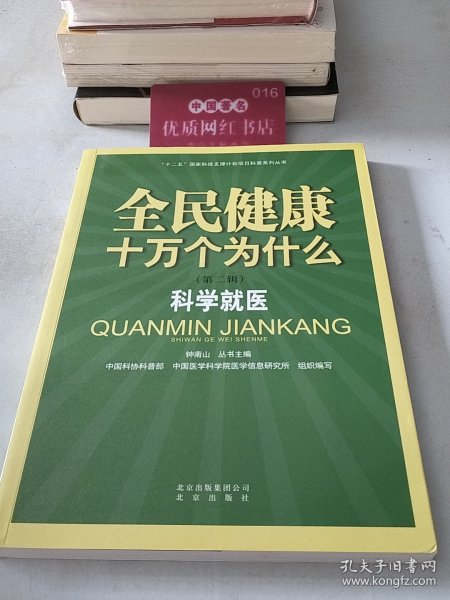 016
中国著名
优质网红书店
"十二五"国家科技支撑计划项目科普系列丛书
全民健康
十万个为什么
(第二辑)
科学就医
QUANMIN JIANKANG
SHIWAN GE WEI SHENME
钟南山 丛书主编
中国科协科普部 中国医学科学院医学信息研究所 组织编写
北京出版集团公司
北京出版社
孔夫子旧书网
www.kongfz.com